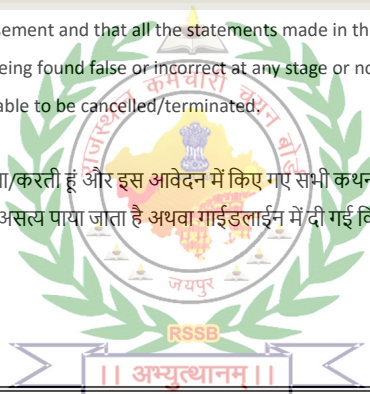 sement and that all the statements made in th
eing found false or incorrect at any stage or no
able to be cancelled/terminated.
राजस्थान कर्मचारी चयन बोर्ड
ा/करती हूं और इस आवेदन में किए गए सभी कथन
असत्य पाया जाता है अथवा गाईडलाईन में दी गई वि
जयपुर
RSSB
|| अभ्युत्थानम् ||